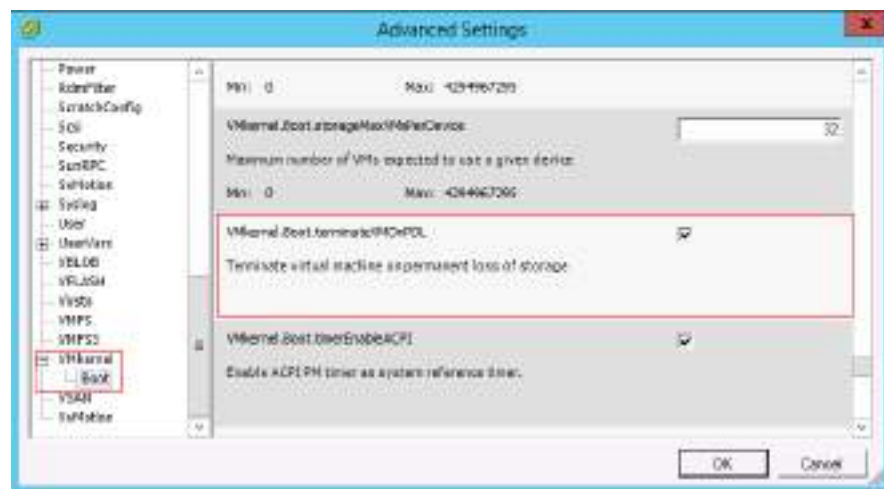 Advanced Settings
Power
RdmFilter
ScratchConfig
Scsi
Security
SunRPC
SvMotion
Syslog
User
UserVars
VBLOB
VFLASH
Virsto
VMFS
VMFS3
VMkernel
Boot
VSAN
XvMotion
Min: 0 Max: 4294967295
VMkernel.Boot.storageMaxVMsPerDevice 32
Maximum number of VMs expected to use a given device.
Min: 0 Max: 4294967295
VMkernel.Boot.terminateVMOnPDL
Terminate virtual machine on permanent loss of storage
VMkernel.Boot.timerEnableACPI
Enable ACPI PM timer as system reference timer.
OK Cancel